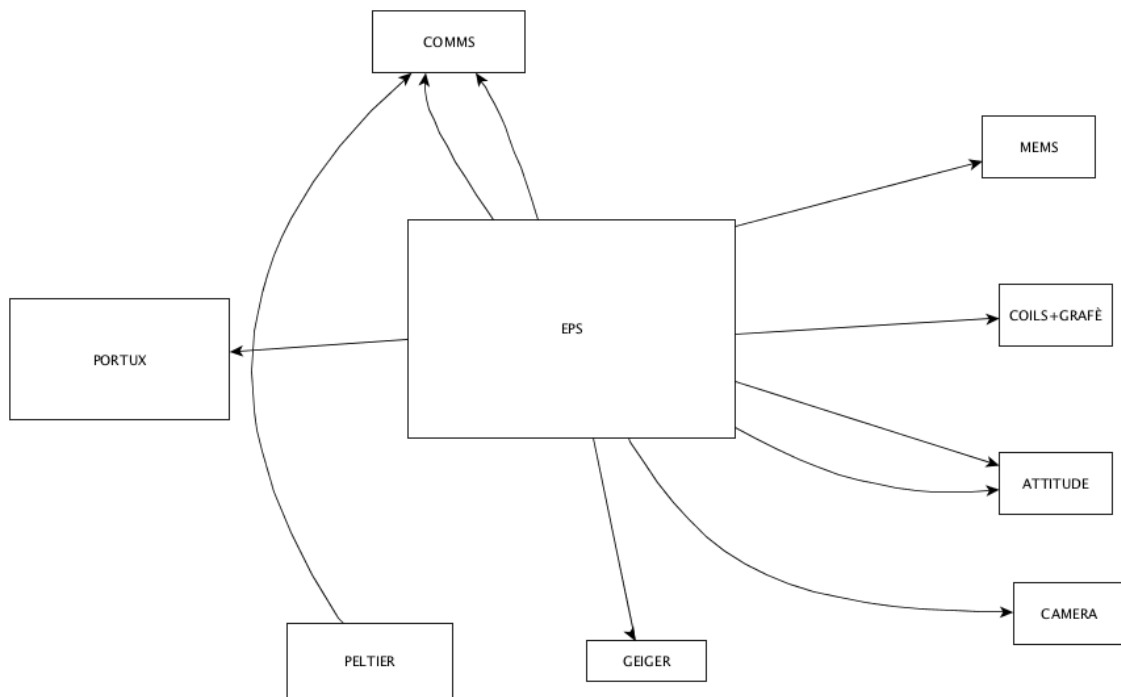 COMMS
MEMS
EPS
COILS+GRAFÈ
PORTUX
ATTITUDE
CAMERA
PELTIER
GEIGER